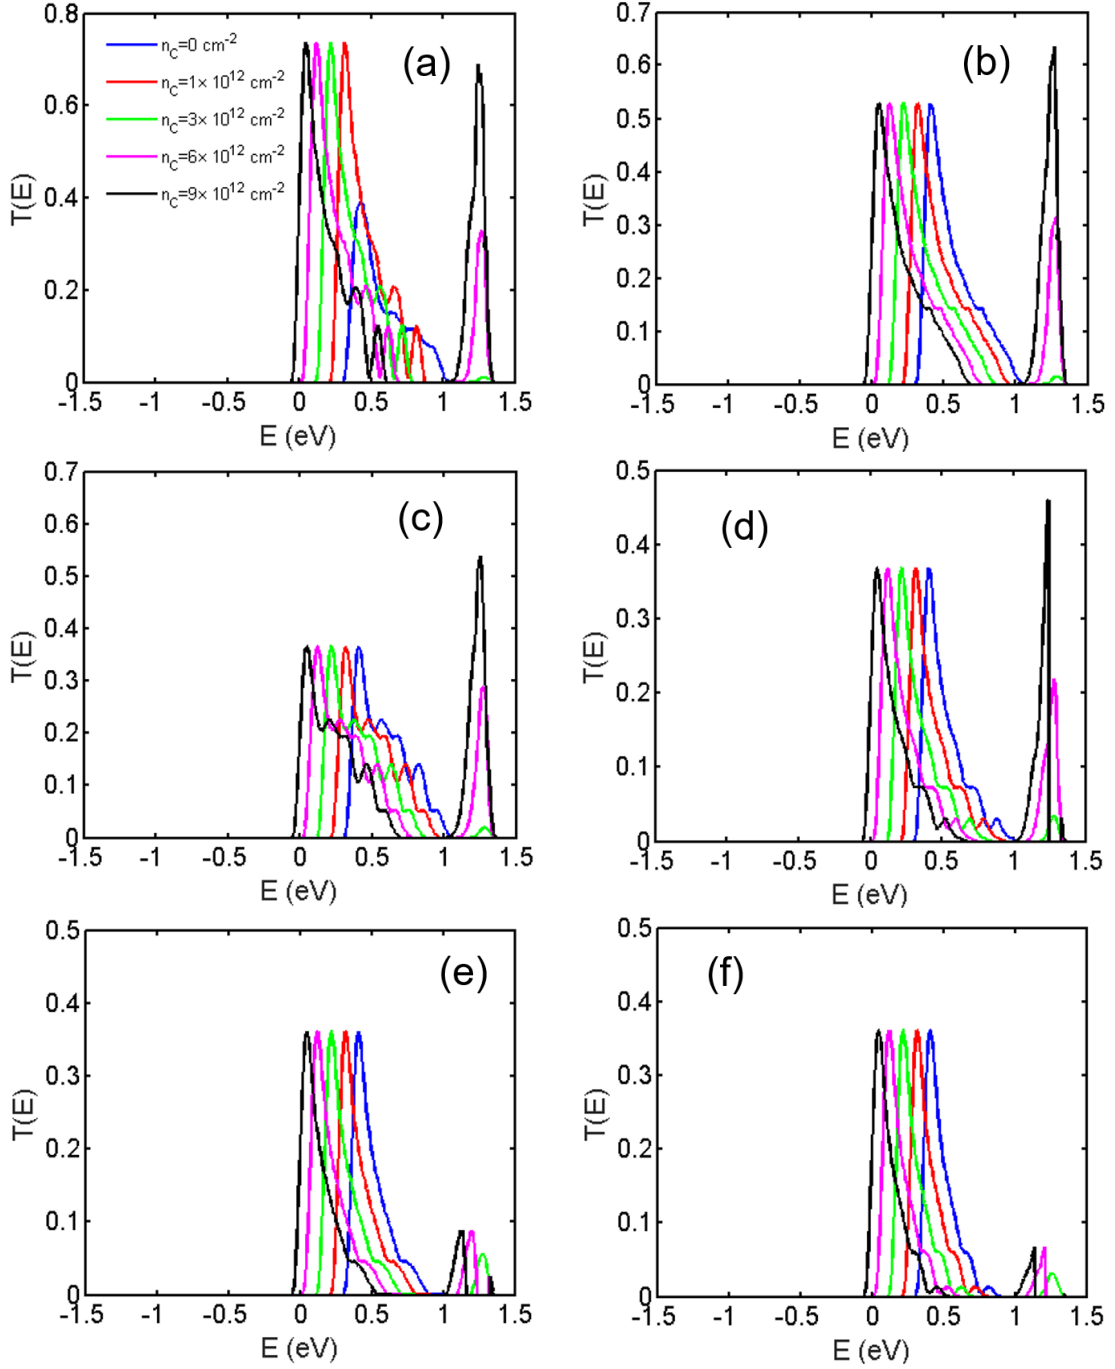 0.8
0.6
0.4
0.2
0
T(E)
n_C=0 cm^-2
n_C=1× 10^12 cm^-2
n_C=3× 10^12 cm^-2
n_C=6× 10^12 cm^-2
n_C=9× 10^12 cm^-2
(a)
-1.5 -1 -0.5 0 0.5 1 1.5
E (eV)
0.7
0.6
0.5
0.4
0.3
0.2
0.1
0
T(E)
(b)
-1.5 -1 -0.5 0 0.5 1 1.5
E (eV)
0.7
0.6
0.5
0.4
0.3
0.2
0.1
0
T(E)
(c)
-1.5 -1 -0.5 0 0.5 1 1.5
E (eV)
0.5
0.4
0.3
0.2
0.1
0
T(E)
(d)
-1.5 -1 -0.5 0 0.5 1 1.5
E (eV)
0.5
0.4
0.3
0.2
0.1
0
T(E)
(e)
-1.5 -1 -0.5 0 0.5 1 1.5
E (eV)
0.5
0.4
0.3
0.2
0.1
0
T(E)
(f)
-1.5 -1 -0.5 0 0.5 1 1.5
E (eV)